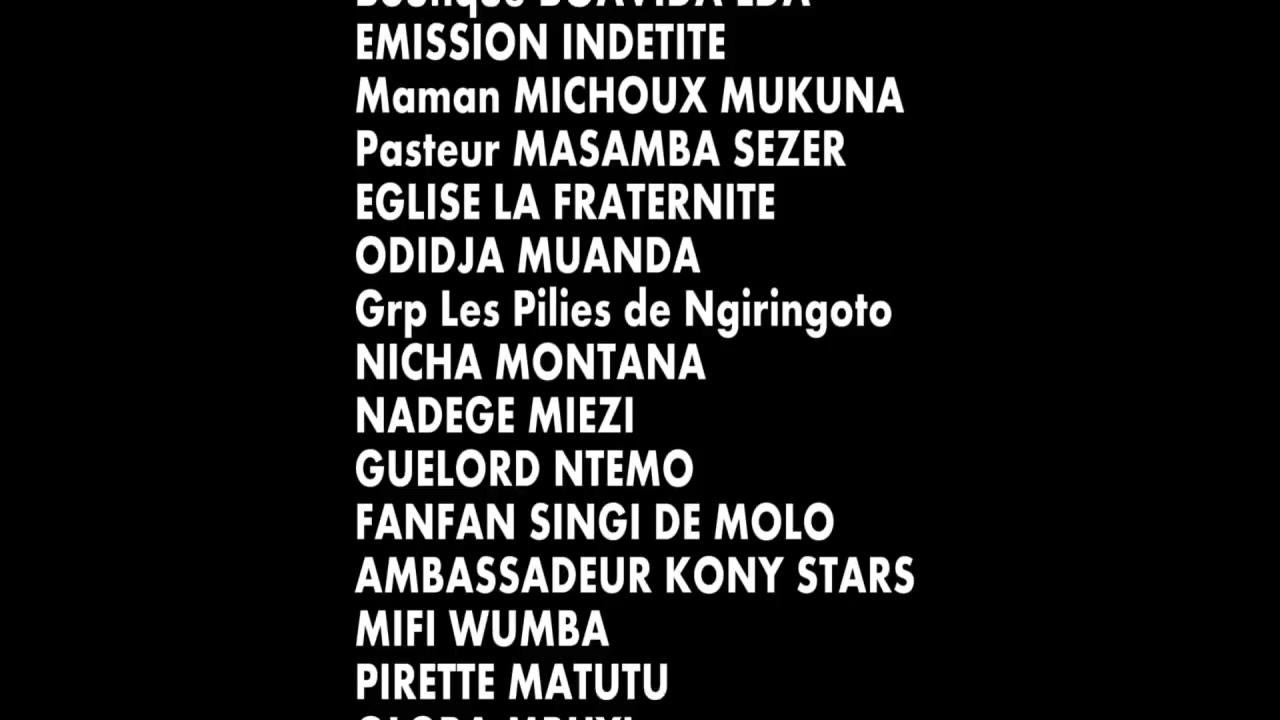 EMISSION INDETITE
Maman MICHOUX MUKUNA
Pasteur MASAMBA SEZER
EGLISE LA FRATERNITE
ODIDJA MUANDA
Grp Les Pilies de Ngiringoto
NICHA MONTANA
NADEGE MIEZI
GUELORD NTEMO
FANFAN SINGI DE MOLO
AMBASSADEUR KONY STARS
MIFI WUMBA
PIRETTE MATUTU